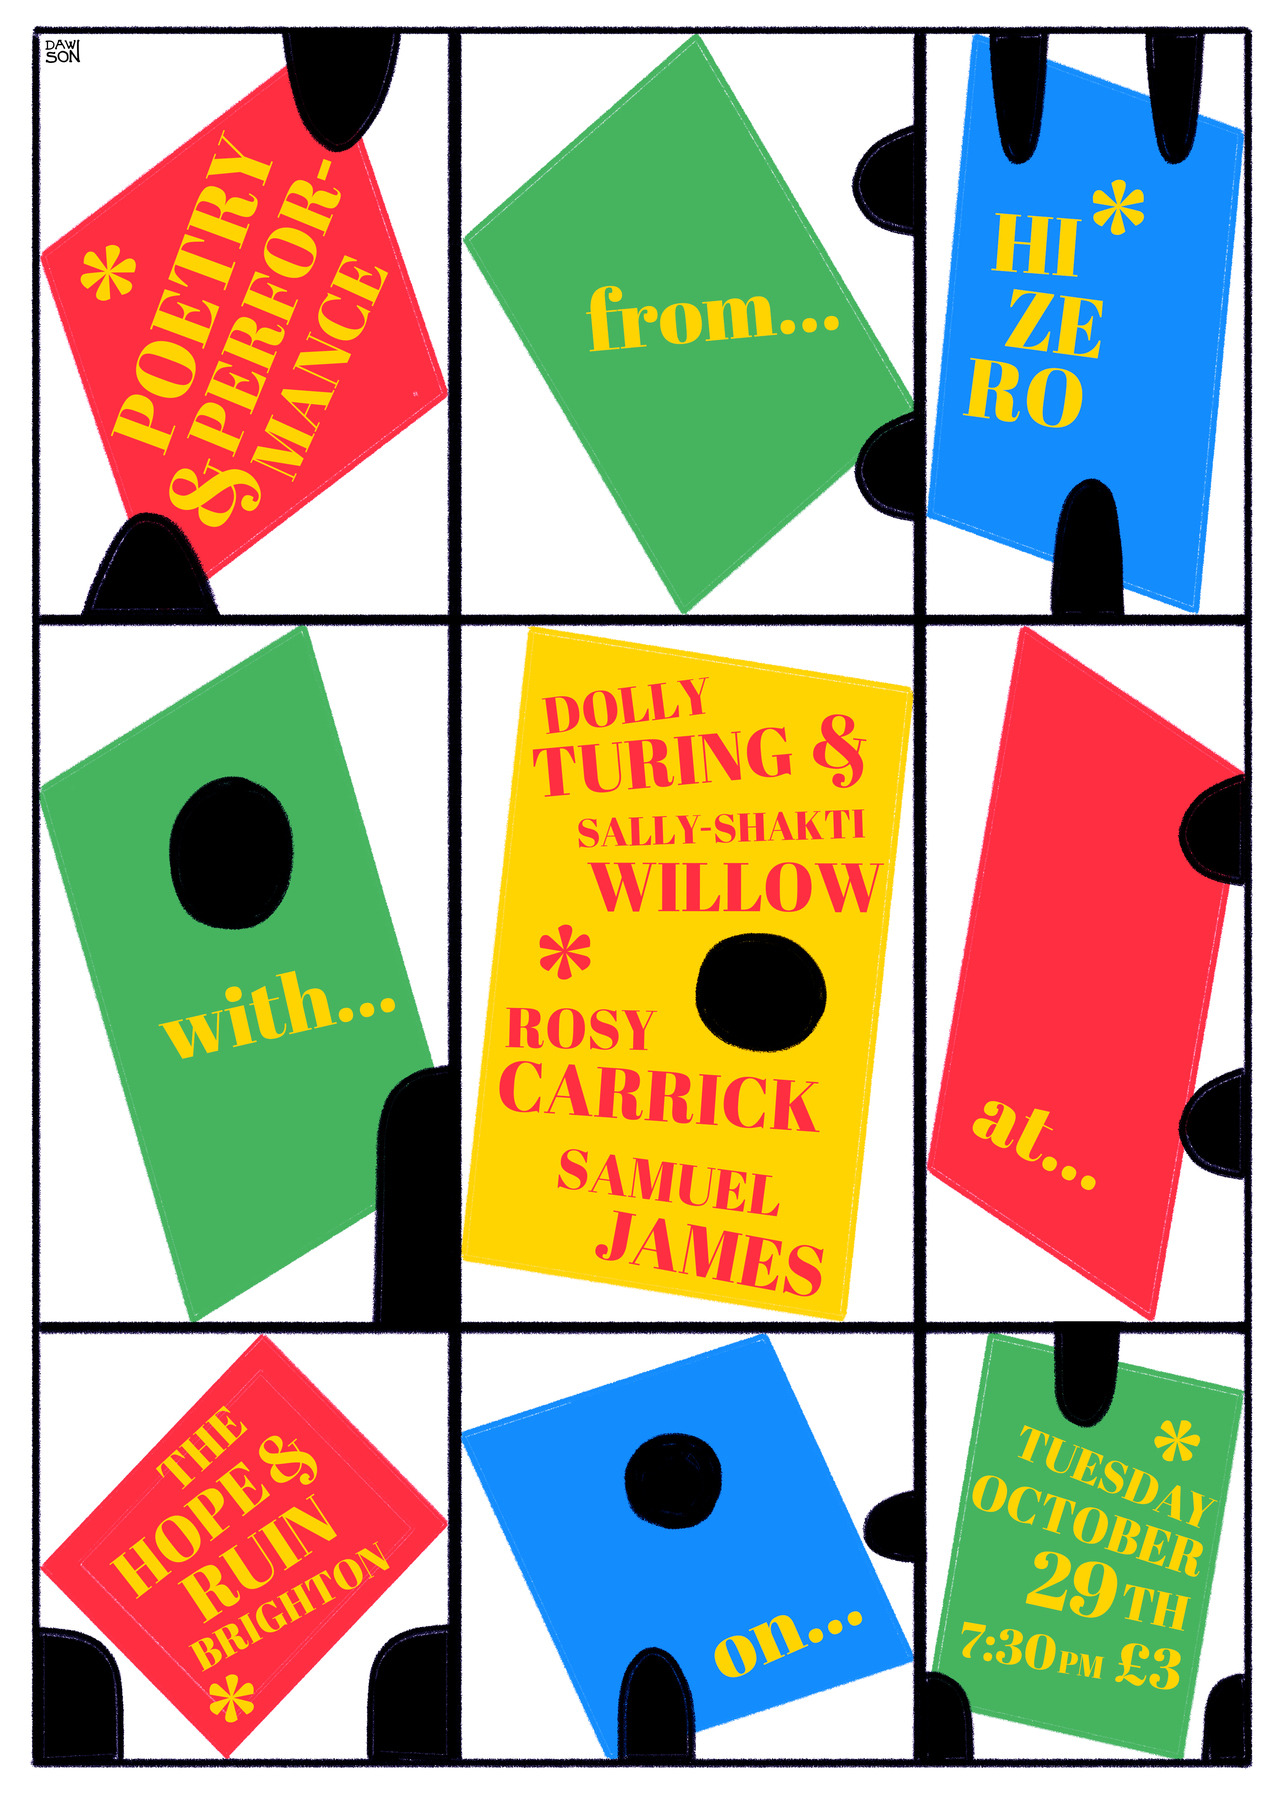 DAW
SON
*
POETRY
& PERFOR-
MANCE
from...
HI *
ZE
RO
with...
DOLLY
TURING &
SALLY-SHAKTI
WILLOW
*
ROSY
CARRICK
SAMUEL
JAMES
at...
THE
HOPE &
RUIN
BRIGHTON
*
on...
*
TUESDAY
OCTOBER
29TH
7:30PM £3